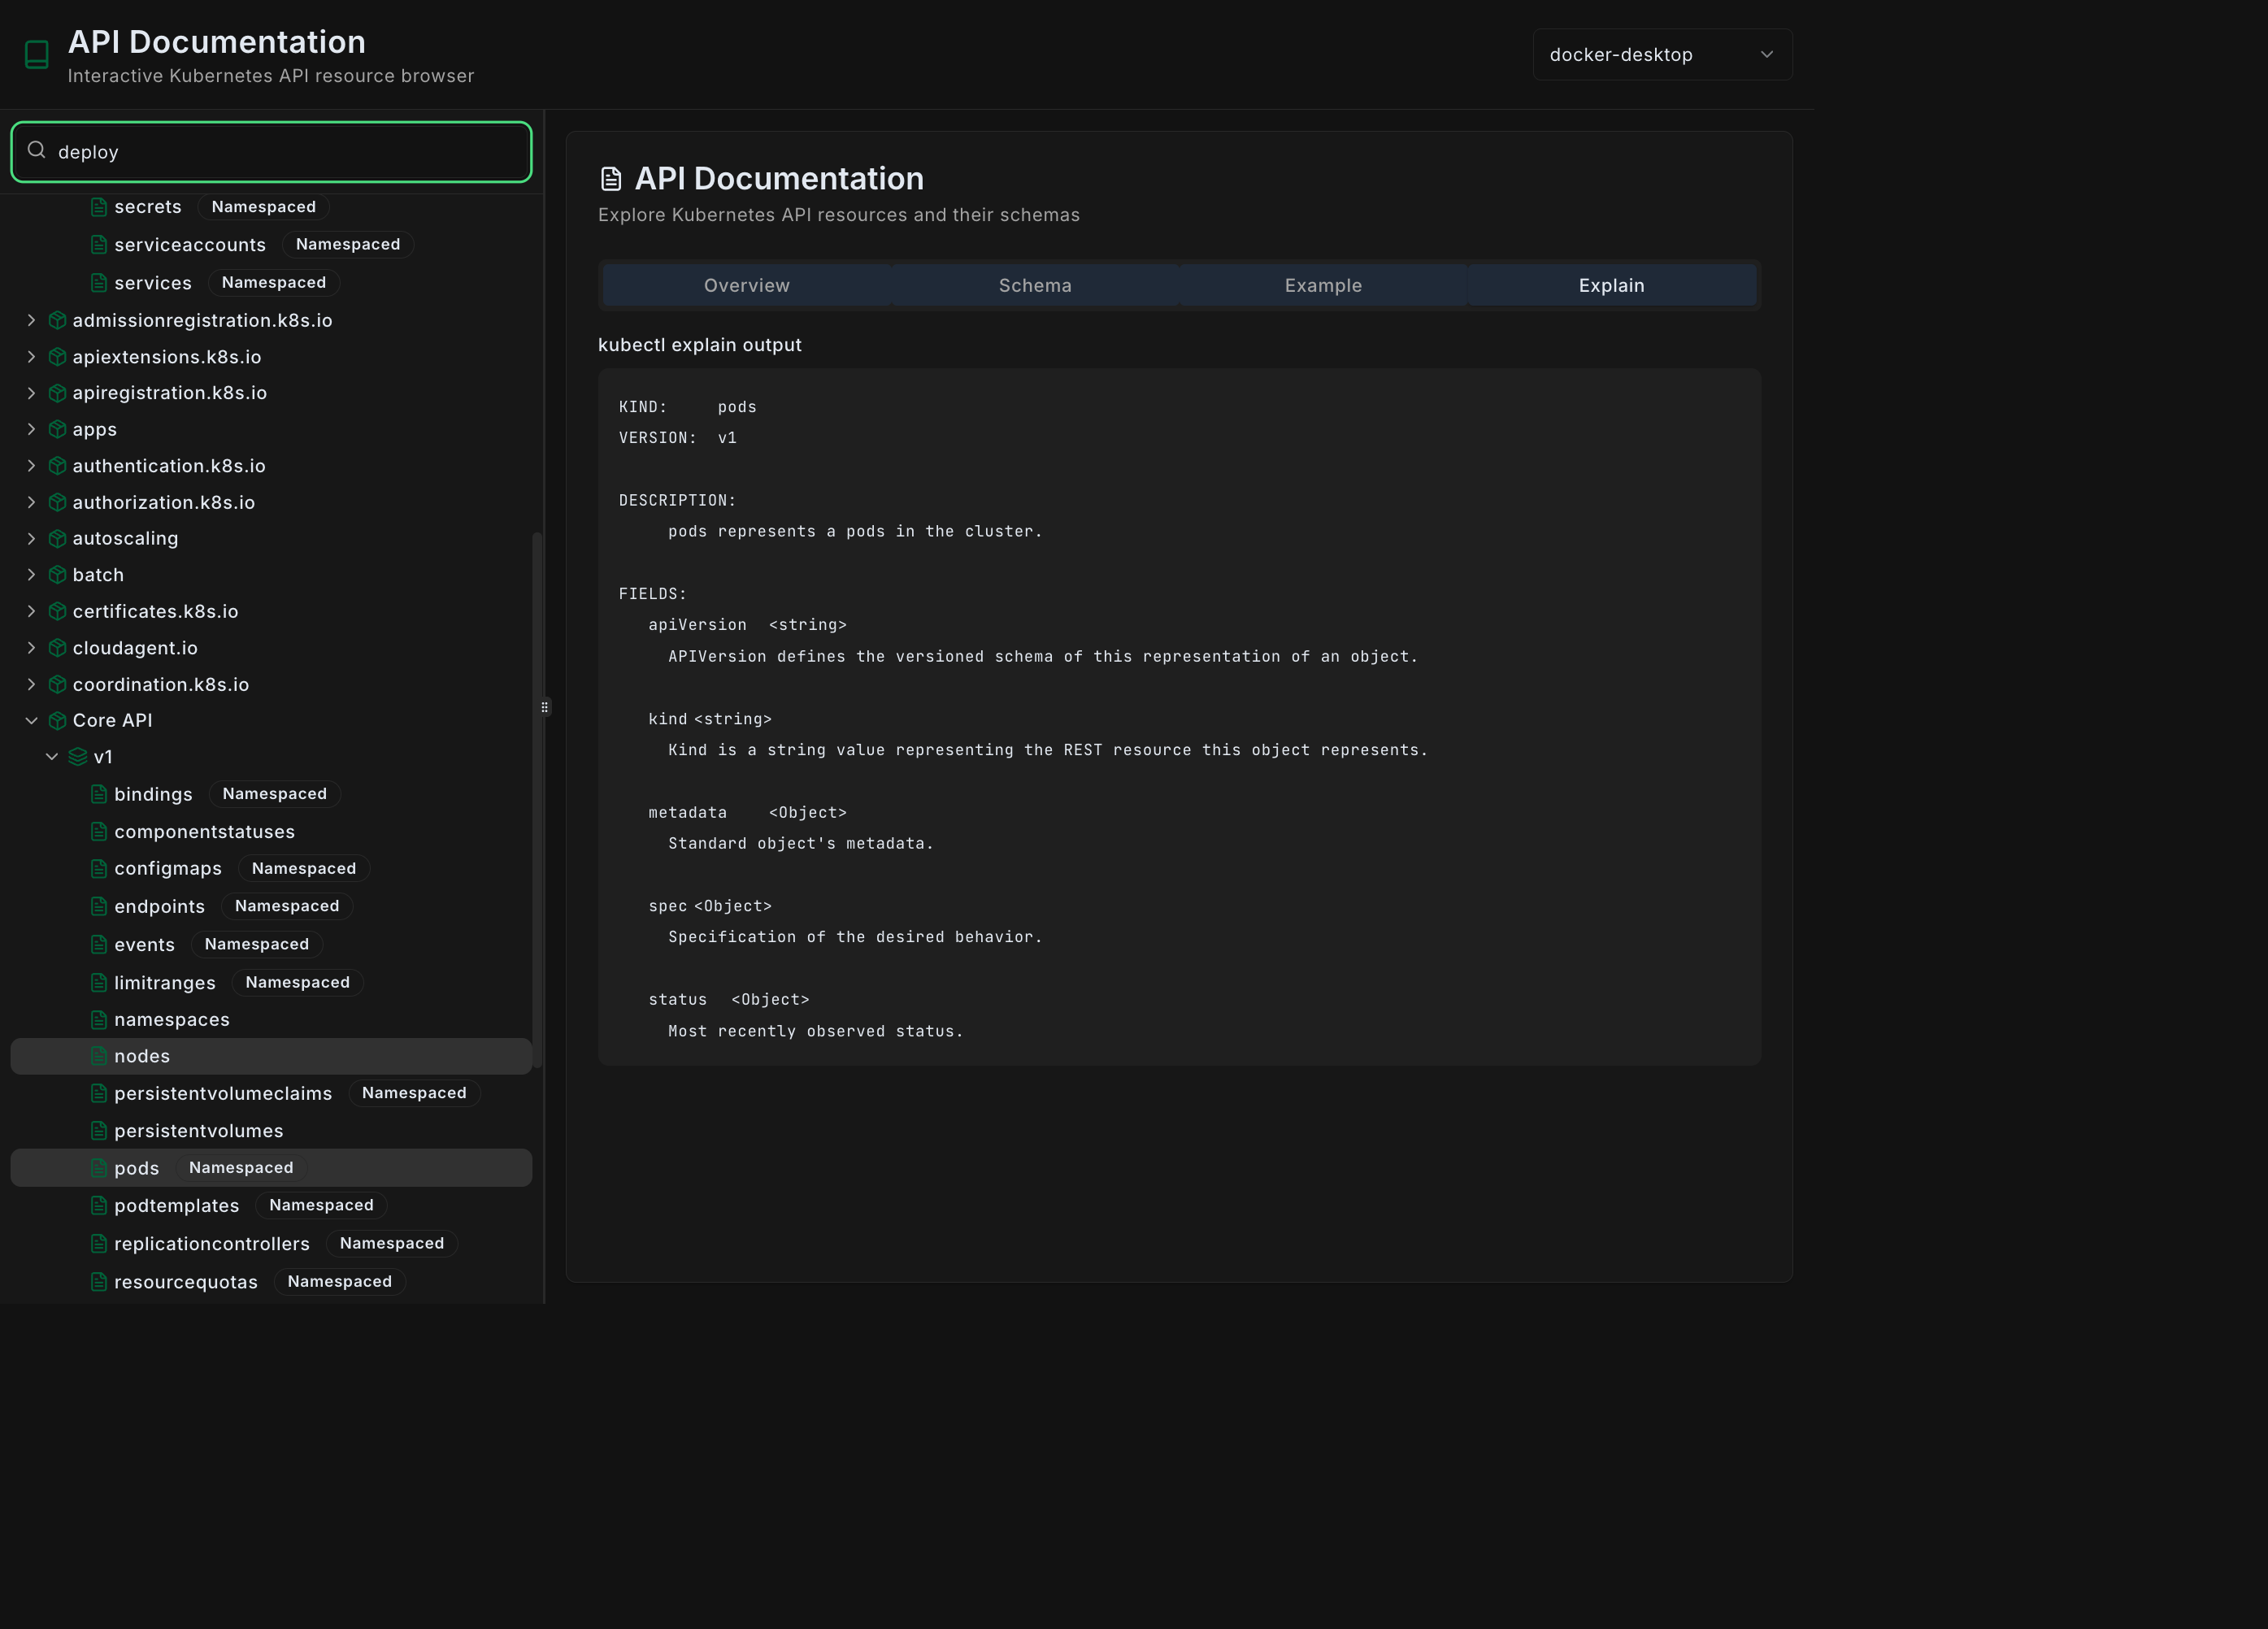 API Documentation
Interactive Kubernetes API resource browser
docker-desktop
deploy
secrets Namespaced
serviceaccounts Namespaced
services Namespaced
admissionregistration.k8s.io
apiextensions.k8s.io
apiregistration.k8s.io
apps
authentication.k8s.io
authorization.k8s.io
autoscaling
batch
certificates.k8s.io
cloudagent.io
coordination.k8s.io
Core API
v1
bindings Namespaced
componentstatuses
configmaps Namespaced
endpoints Namespaced
events Namespaced
limitranges Namespaced
namespaces
nodes
persistentvolumeclaims Namespaced
persistentvolumes
pods Namespaced
podtemplates Namespaced
replicationcontrollers Namespaced
resourcequotas Namespaced
API Documentation
Explore Kubernetes API resources and their schemas
Overview Schema Example Explain
kubectl explain output
KIND: pods
VERSION: v1
DESCRIPTION:
pods represents a pods in the cluster.
FIELDS:
apiVersion <string>
APIVersion defines the versioned schema of this representation of an object.
kind <string>
Kind is a string value representing the REST resource this object represents.
metadata <Object>
Standard object's metadata.
spec <Object>
Specification of the desired behavior.
status <Object>
Most recently observed status.